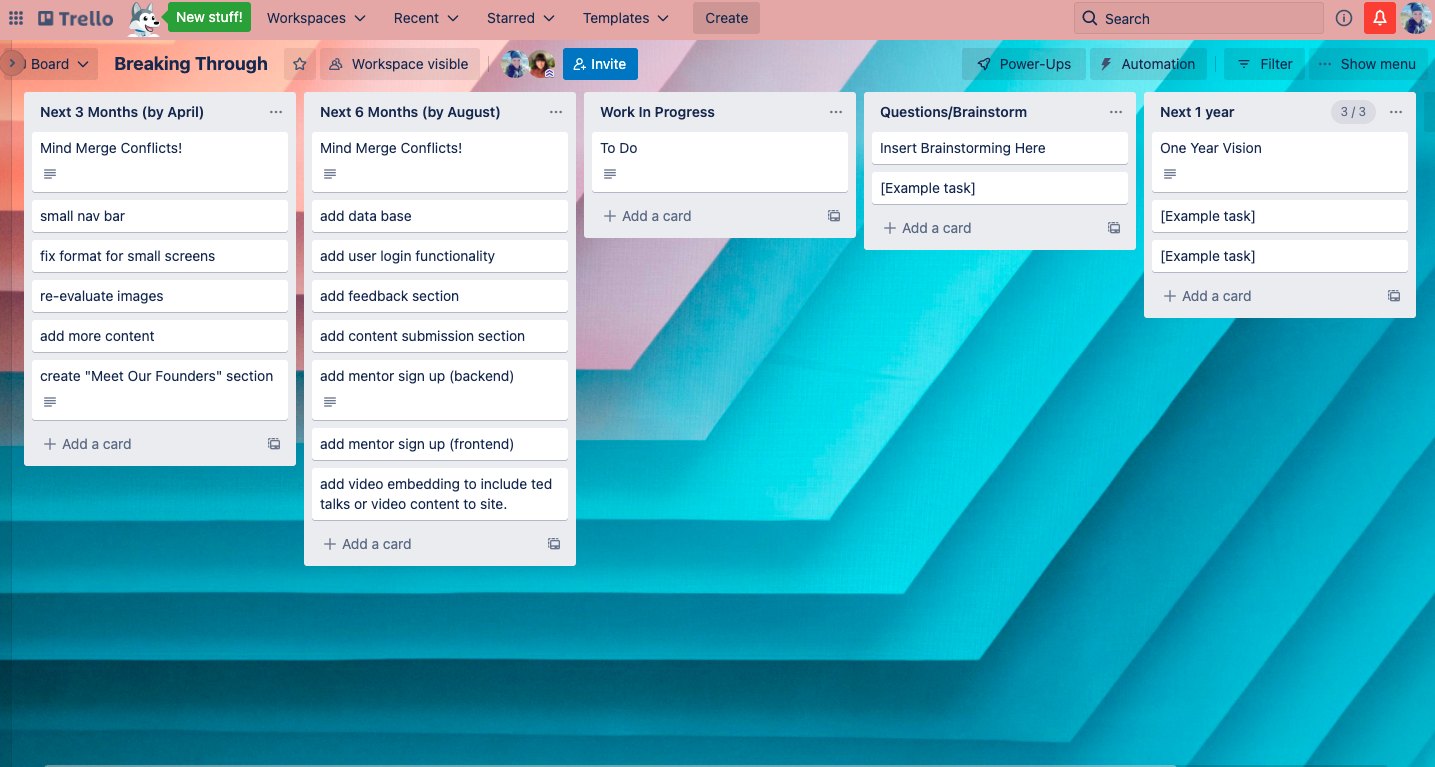 Trello
New stuff!
Workspaces
Recent
Starred
Templates
Create
Search
Board
Breaking Through
Workspace visible
Invite
Power-Ups
Automation
Filter
Show menu
Next 3 Months (by April)
Mind Merge Conflicts!
small nav bar
fix format for small screens
re-evaluate images
add more content
create "Meet Our Founders" section
Add a card
Next 6 Months (by August)
Mind Merge Conflicts!
add data base
add user login functionality
add feedback section
add content submission section
add mentor sign up (backend)
add mentor sign up (frontend)
add video embedding to include ted
talks or video content to site.
Add a card
Work In Progress
To Do
Add a card
Questions/Brainstorm
Insert Brainstorming Here
[Example task]
Add a card
Next 1 year
3 / 3
One Year Vision
[Example task]
[Example task]
Add a card